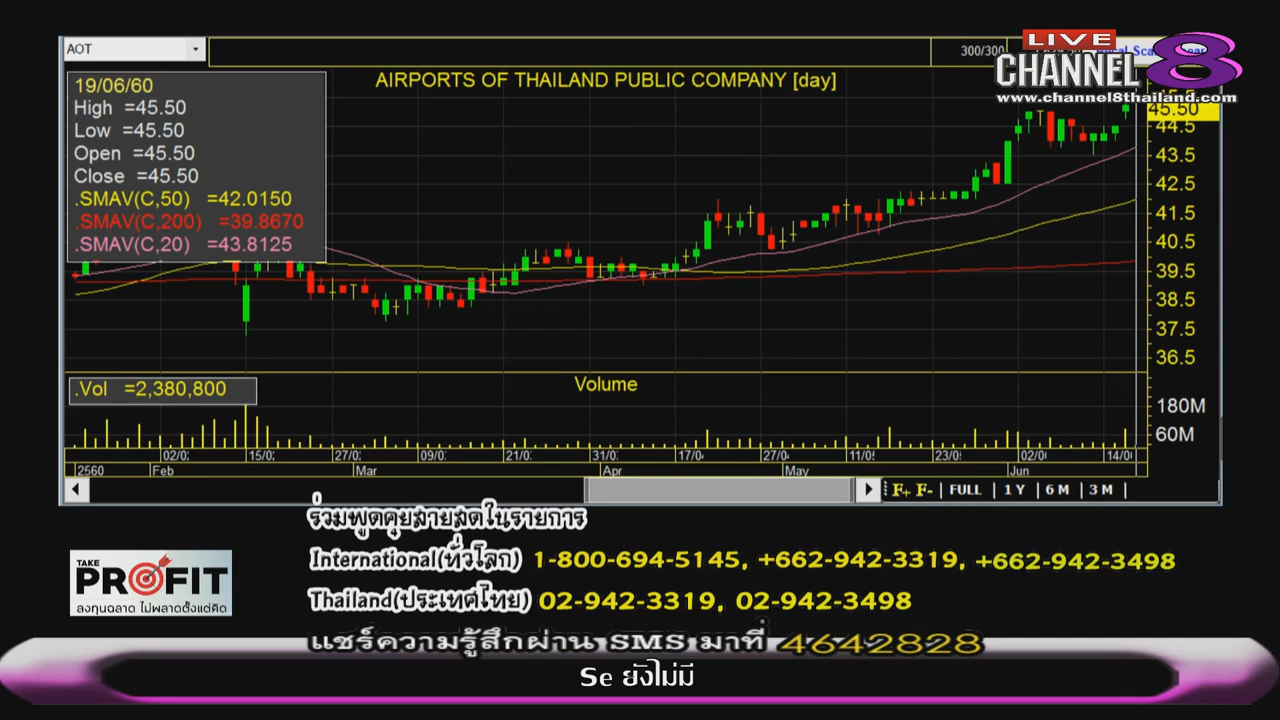 AOT
300/300
LIVE
CHANNEL 8
www.channel8thailand.com
AIRPORTS OF THAILAND PUBLIC COMPANY [day]
19/06/60
High =45.50
Low =45.50
Open =45.50
Close =45.50
.SMAV(C,50) =42.0150
.SMAV(C,200) =39.8670
.SMAV(C,20) =43.8125
45.50
44.5
43.5
42.5
41.5
40.5
39.5
38.5
37.5
36.5
.Vol =2,380,800
Volume
180M
60M
02/0 15/0 27/0 09/0 21/0 31/0 17/0 27/0 11/0 23/0 02/0 14/0
2560 Feb Mar Apr May Jun
F+ F- FULL 1 Y 6 M 3 M
ร่วมพูดคุยสายสดในรายการ
International(ทั่วโลก) 1-800-694-5145, +662-942-3319, +662-942-3498
TAKE
PROFIT
ลงทุนฉลาด ไม่พลาดตั้งแต่คิด
Thailand(ประเทศไทย) 02-942-3319, 02-942-3498
แชร์ความรู้สึกผ่าน SMS มาที่ 4642828
Se ยังไม่มี